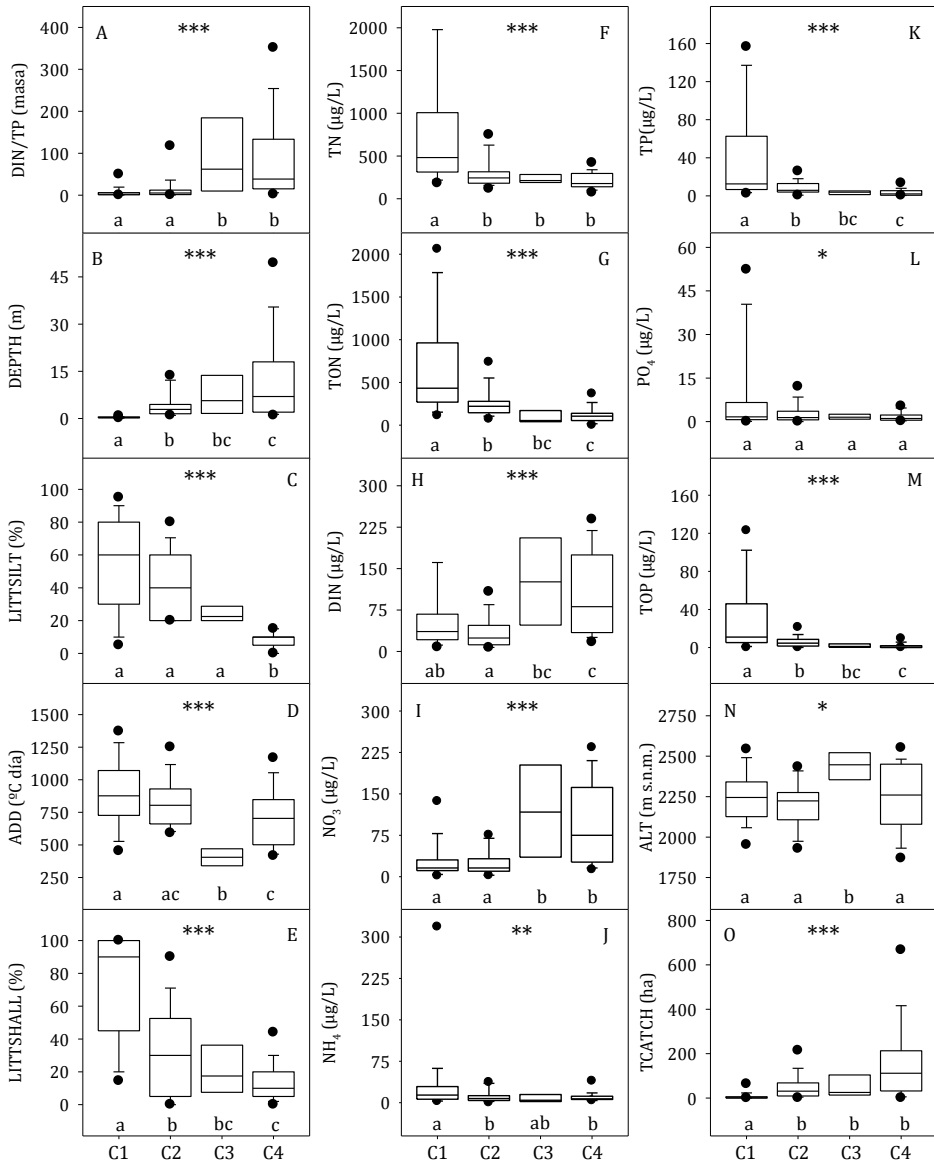 A
***
DIN/TP (masa)
400
300
200
100
0
a a b b
B
***
DEPTH (m)
45
30
15
0
a b bc c
C
***
LITTSILT (%)
100
80
60
40
20
0
a a a b
D
***
ADD (ºC día)
1500
1250
1000
750
500
250
a ac b c
E
***
LITTSHALL (%)
100
80
60
40
20
0
a b bc c
C1 C2 C3 C4
F
***
TN (µg/L)
2000
1500
1000
500
0
a b b b
G
***
TON (µg/L)
2000
1500
1000
500
0
a b bc c
H
***
DIN (µg/L)
300
225
150
75
0
ab a bc c
I
***
NO3 (µg/L)
300
225
150
75
0
a a b b
J
**
NH4 (µg/L)
300
225
150
75
0
a b ab b
C1 C2 C3 C4
K
***
TP(µg/L)
160
120
80
40
0
a b bc c
L
*
PO4 (µg/L)
60
45
30
15
0
a a a a
M
***
TOP (µg/L)
160
120
80
40
0
a b bc c
N
*
ALT (m s.n.m.)
2750
2500
2250
2000
1750
a a b a
O
***
TCATCH (ha)
800
600
400
200
0
a b b b
C1 C2 C3 C4